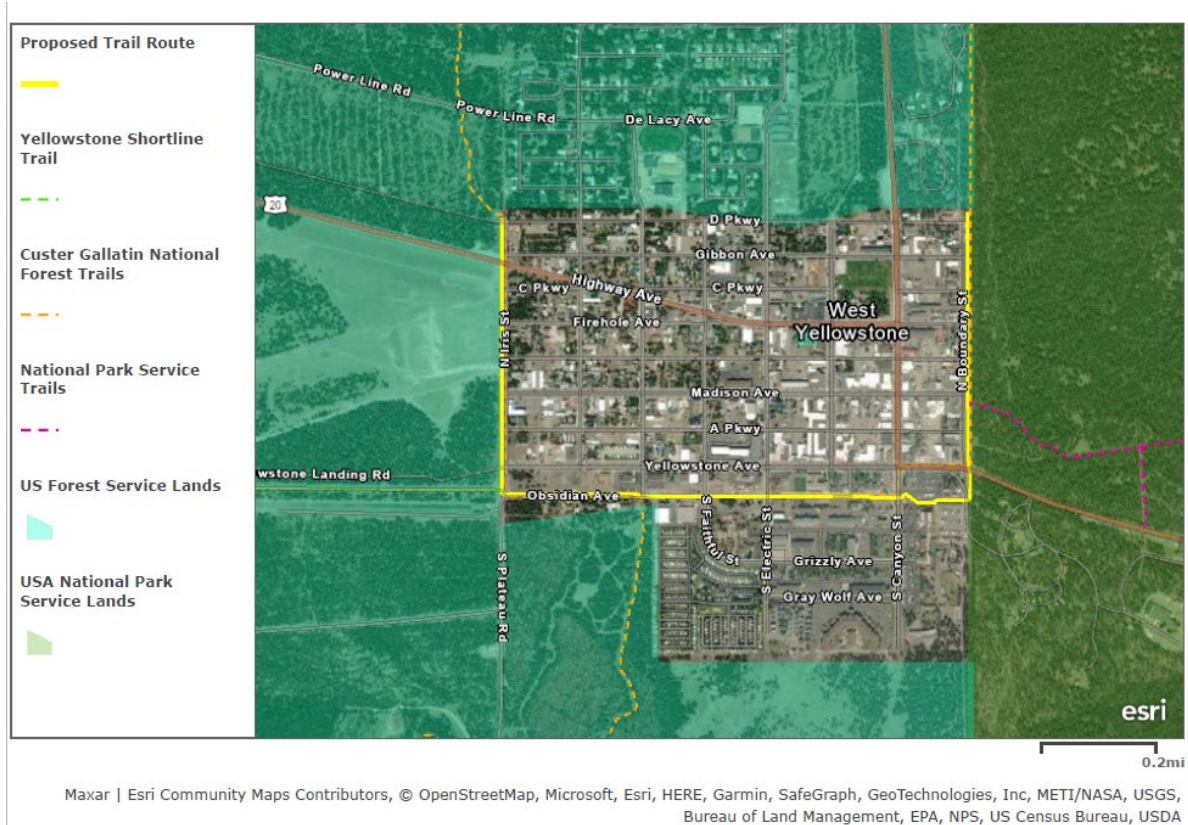 Proposed Trail Route
Yellowstone Shortline
Trail
Custer Gallatin National
Forest Trails
National Park Service
Trails
US Forest Service Lands
USA National Park
Service Lands
Power Line Rd
Power Line Rd
De Lacy Ave
20
D Pkwy
Gibbon Ave
C Pkwy
Highway Ave
C Pkwy
West
Yellowstone
Firehole Ave
N Iris St
N Boundary St
Madison Ave
A Pkwy
Yellowstone Ave
wstone Landing Rd
Obsidian Ave
S Faithful St
S Electric St
S Canyon St
Grizzly Ave
Gray Wolf Ave
S Plateau Rd
esri
0.2mi
Maxar | Esri Community Maps Contributors, © OpenStreetMap, Microsoft, Esri, HERE, Garmin, SafeGraph, GeoTechnologies, Inc, METI/NASA, USGS,
Bureau of Land Management, EPA, NPS, US Census Bureau, USDA